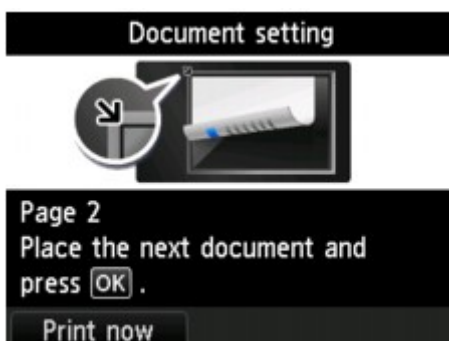 Document setting
Page 2
Place the next document and
press OK .
Print now